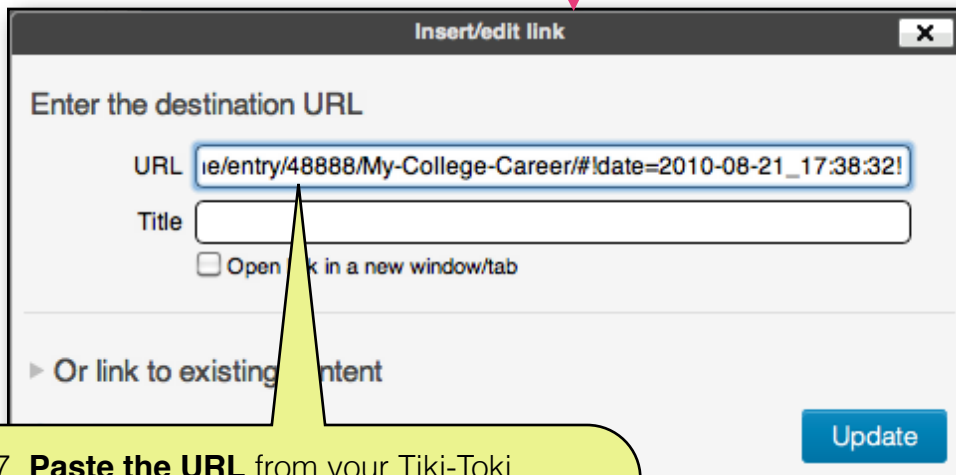 Insert/edit link
x
Enter the destination URL
URL ıe/entry/48888/My-College-Career/#!date=2010-08-21_17:38:32!
Title
Open in a new window/tab
Or link to existing
Update
7. Paste the URL from your Tiki-Toki